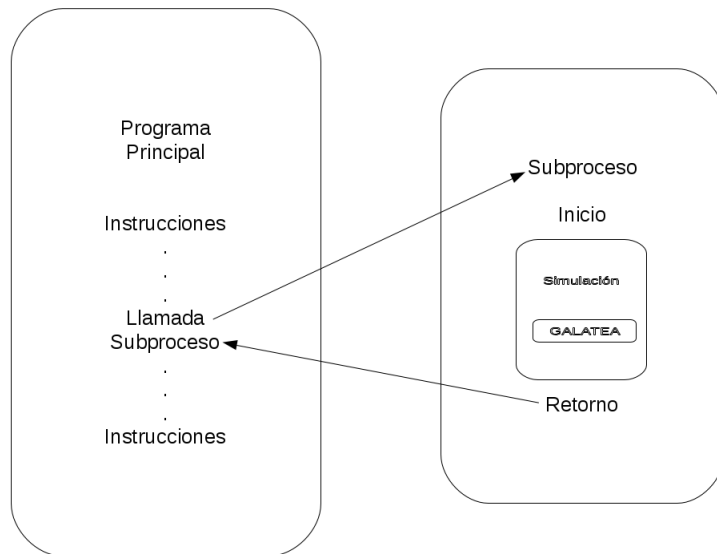 Programa
Principal
Instrucciones
.
.
.
Llamada
Subproceso
.
.
.
Instrucciones
Subproceso
Inicio
Simulación
GALATEA
Retorno